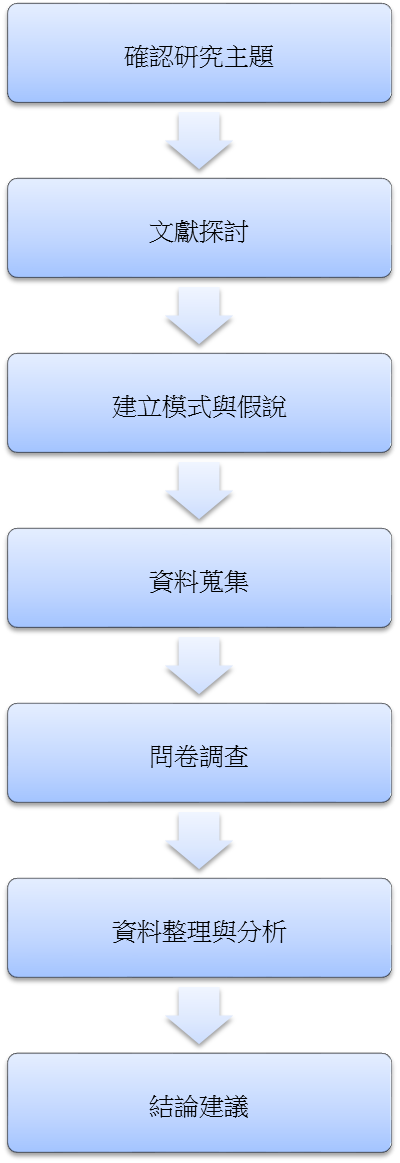 確認研究主題
文獻探討
建立模式與假說
資料蒐集
問卷調查
資料整理與分析
結論建議